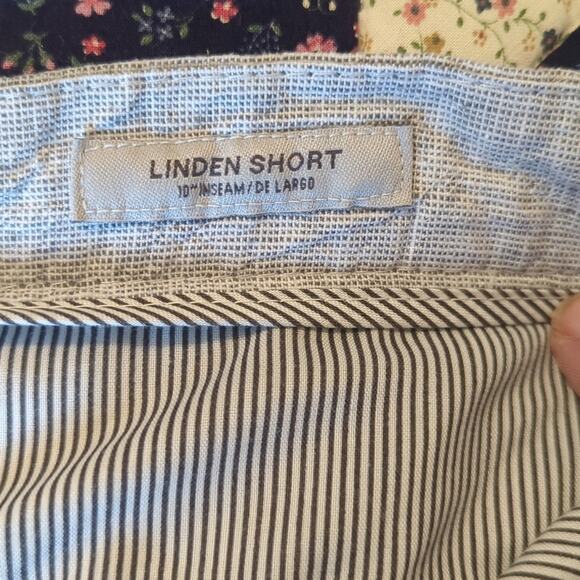 LINDEN SHORT
10" INSEAM / DE LARGO